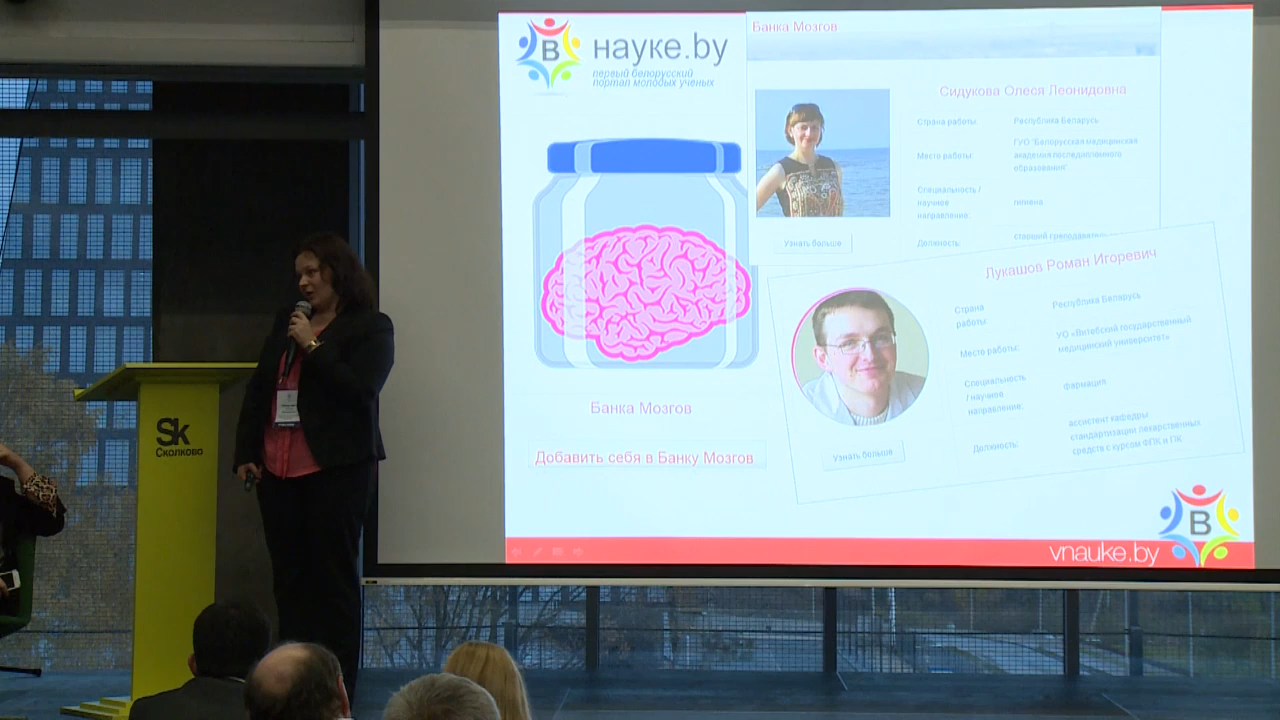 Sk
Сколково
В
науке.by
первый белорусский
портал молодых ученых
Банка Мозгов
Добавить себя в Банку Мозгов
Банка Мозгов
Сидукова Олеся Леонидовна
Страна работы: Республика Беларусь
Место работы: ГУО "Белорусская медицинская
академия последипломного
образования"
Специальность /
научное
направление: гигиена
Должность: старший преподаватель
Узнать больше
Лукашов Роман Игоревич
Страна
работы: Республика Беларусь
Место работы: УО «Витебский государственный
медицинский университет»
Специальность
/ научное
направление: фармация
Должность: ассистент кафедры
стандартизации лекарственных
средств с курсом ФПК и ПК
Узнать больше
vnauke.by
В